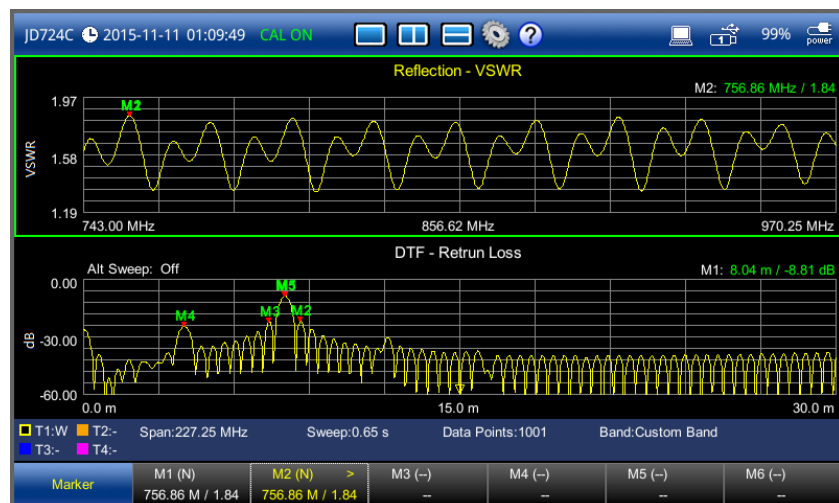 JD724C 2015-11-11 01:09:49 CAL ON ? 1 99% power
Reflection - VSWR
M2: 756.86 MHz / 1.84
1.97
M2
VSWR
1.58
1.19
743.00 MHz 856.62 MHz 970.25 MHz
DTF - Retrun Loss
Alt Sweep: Off
M1: 8.04 m / -8.81 dB
0.00
M5
M4 M3 M2
dB
-30.00
-60.00
0.0 m 15.0 m 30.0 m
T1:W T2:- Span:227.25 MHz Sweep:0.65 s Data Points:1001 Band:Custom Band
T3:- T4:-
Marker
M1 (N) M2 (N) > M3 (--) M4 (--) M5 (--) M6 (--)
756.86 M / 1.84 756.86 M / 1.84 -- -- -- --